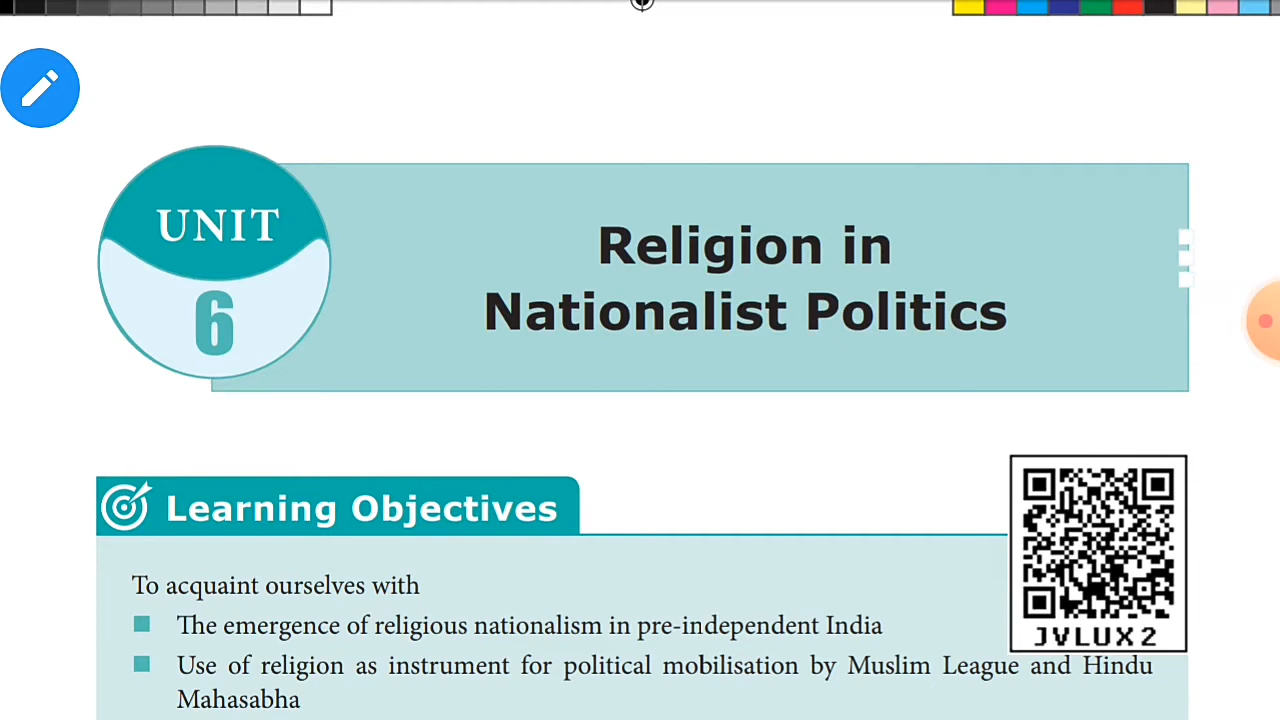 UNIT
6
Religion in
Nationalist Politics
Learning Objectives
JVLUX2
To acquaint ourselves with
The emergence of religious nationalism in pre-independent India
Use of religion as instrument for political mobilisation by Muslim League and Hindu
Mahasabha